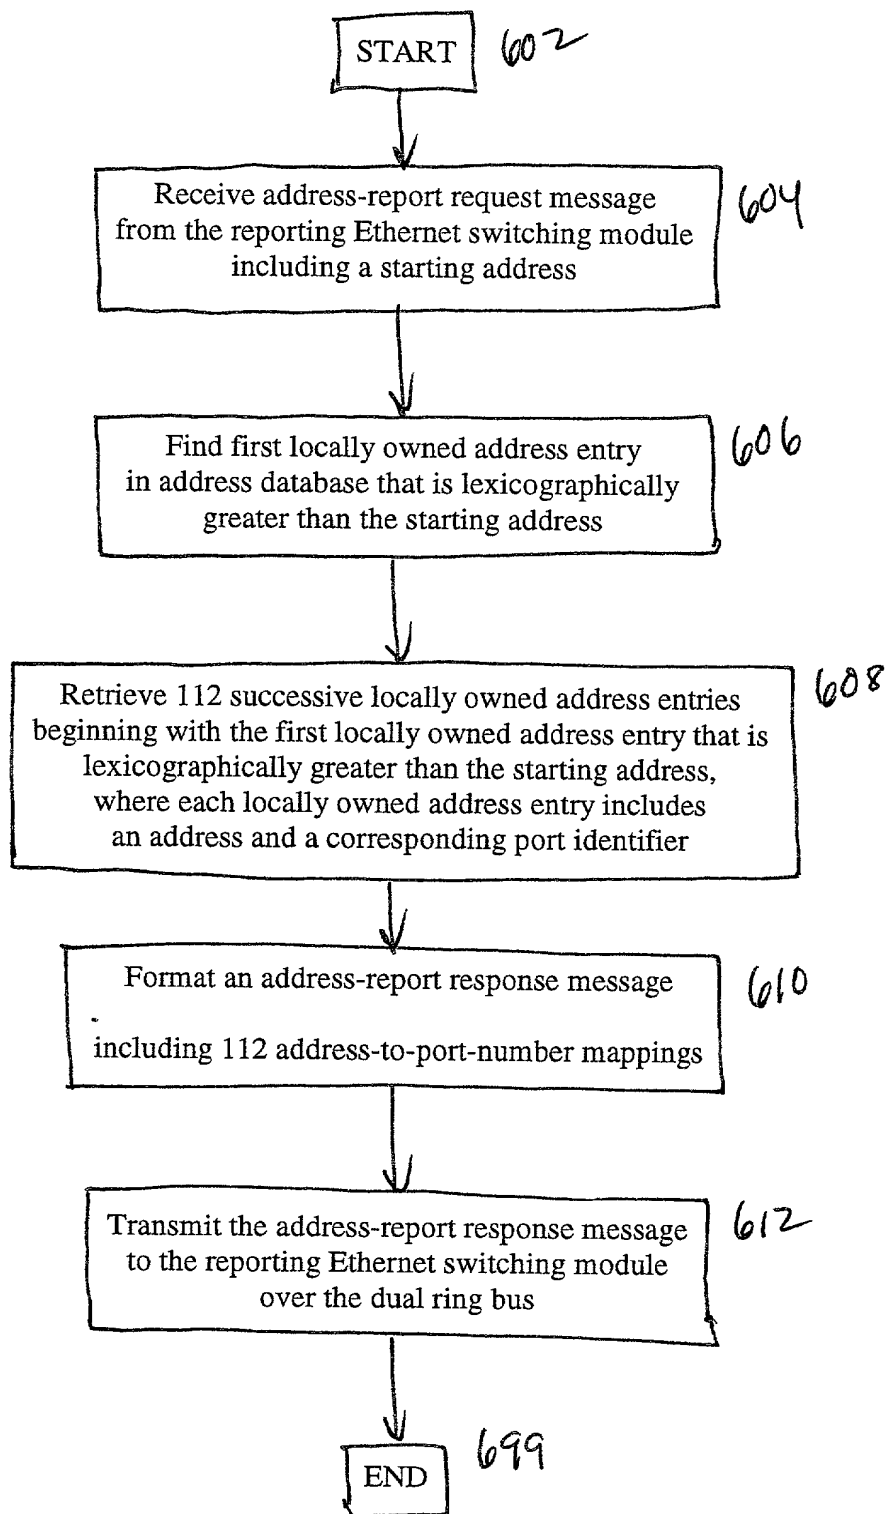 START
602
Receive address-report request message
from the reporting Ethernet switching module
including a starting address
604
Find first locally owned address entry
in address database that is lexicographically
greater than the starting address
606
Retrieve 112 successive locally owned address entries
beginning with the first locally owned address entry that is
lexicographically greater than the starting address,
where each locally owned address entry includes
an address and a corresponding port identifier
608
Format an address-report response message
including 112 address-to-port-number mappings
610
Transmit the address-report response message
to the reporting Ethernet switching module
over the dual ring bus
612
END
699